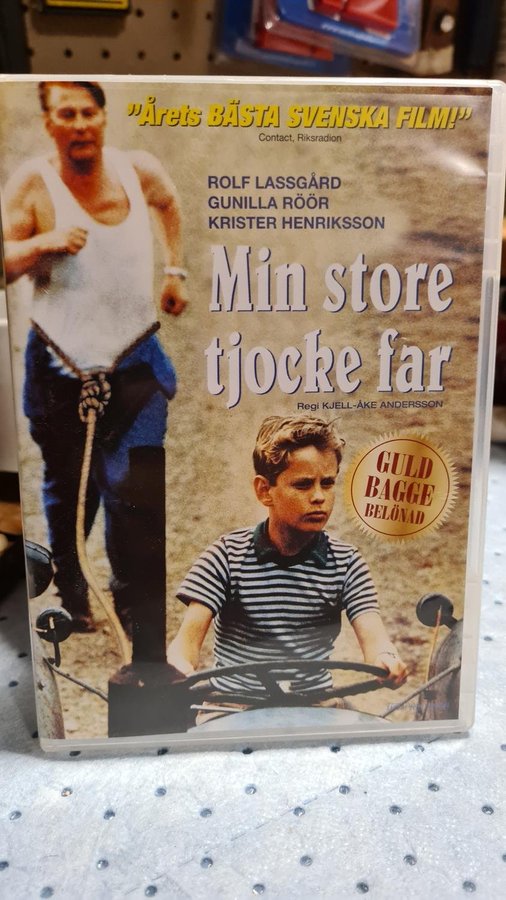 "Årets BÄSTA SVENSKA FILM!"
Contact, Riksradion
ROLF LASSGÅRD
GUNILLA RÖÖR
KRISTER HENRIKSSON
Min store
tjocke far
Regi KJELL-ÅKE ANDERSSON
GULD
BAGGE
BELÖNAD